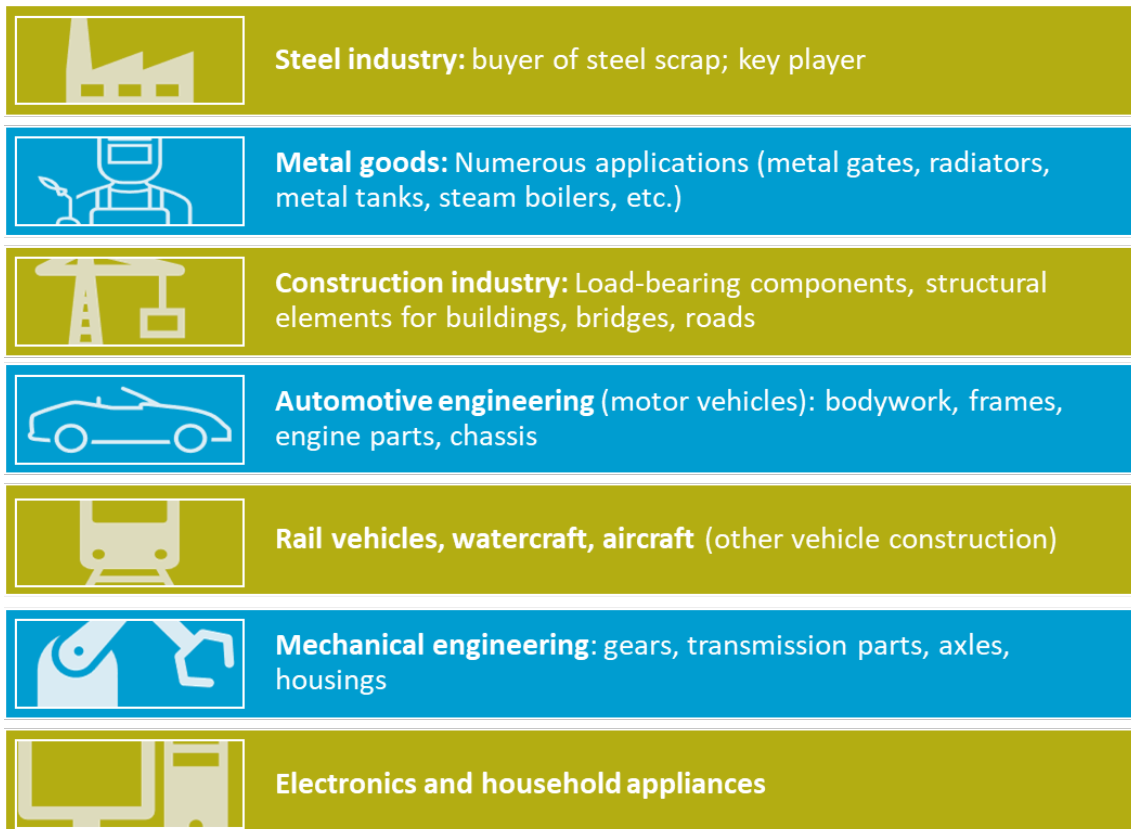 Steel industry: buyer of steel scrap; key player
Metal goods: Numerous applications (metal gates, radiators,
metal tanks, steam boilers, etc.)
Construction industry: Load-bearing components, structural
elements for buildings, bridges, roads
Automotive engineering (motor vehicles): bodywork, frames,
engine parts, chassis
Rail vehicles, watercraft, aircraft (other vehicle construction)
Mechanical engineering: gears, transmission parts, axles,
housings
Electronics and household appliances